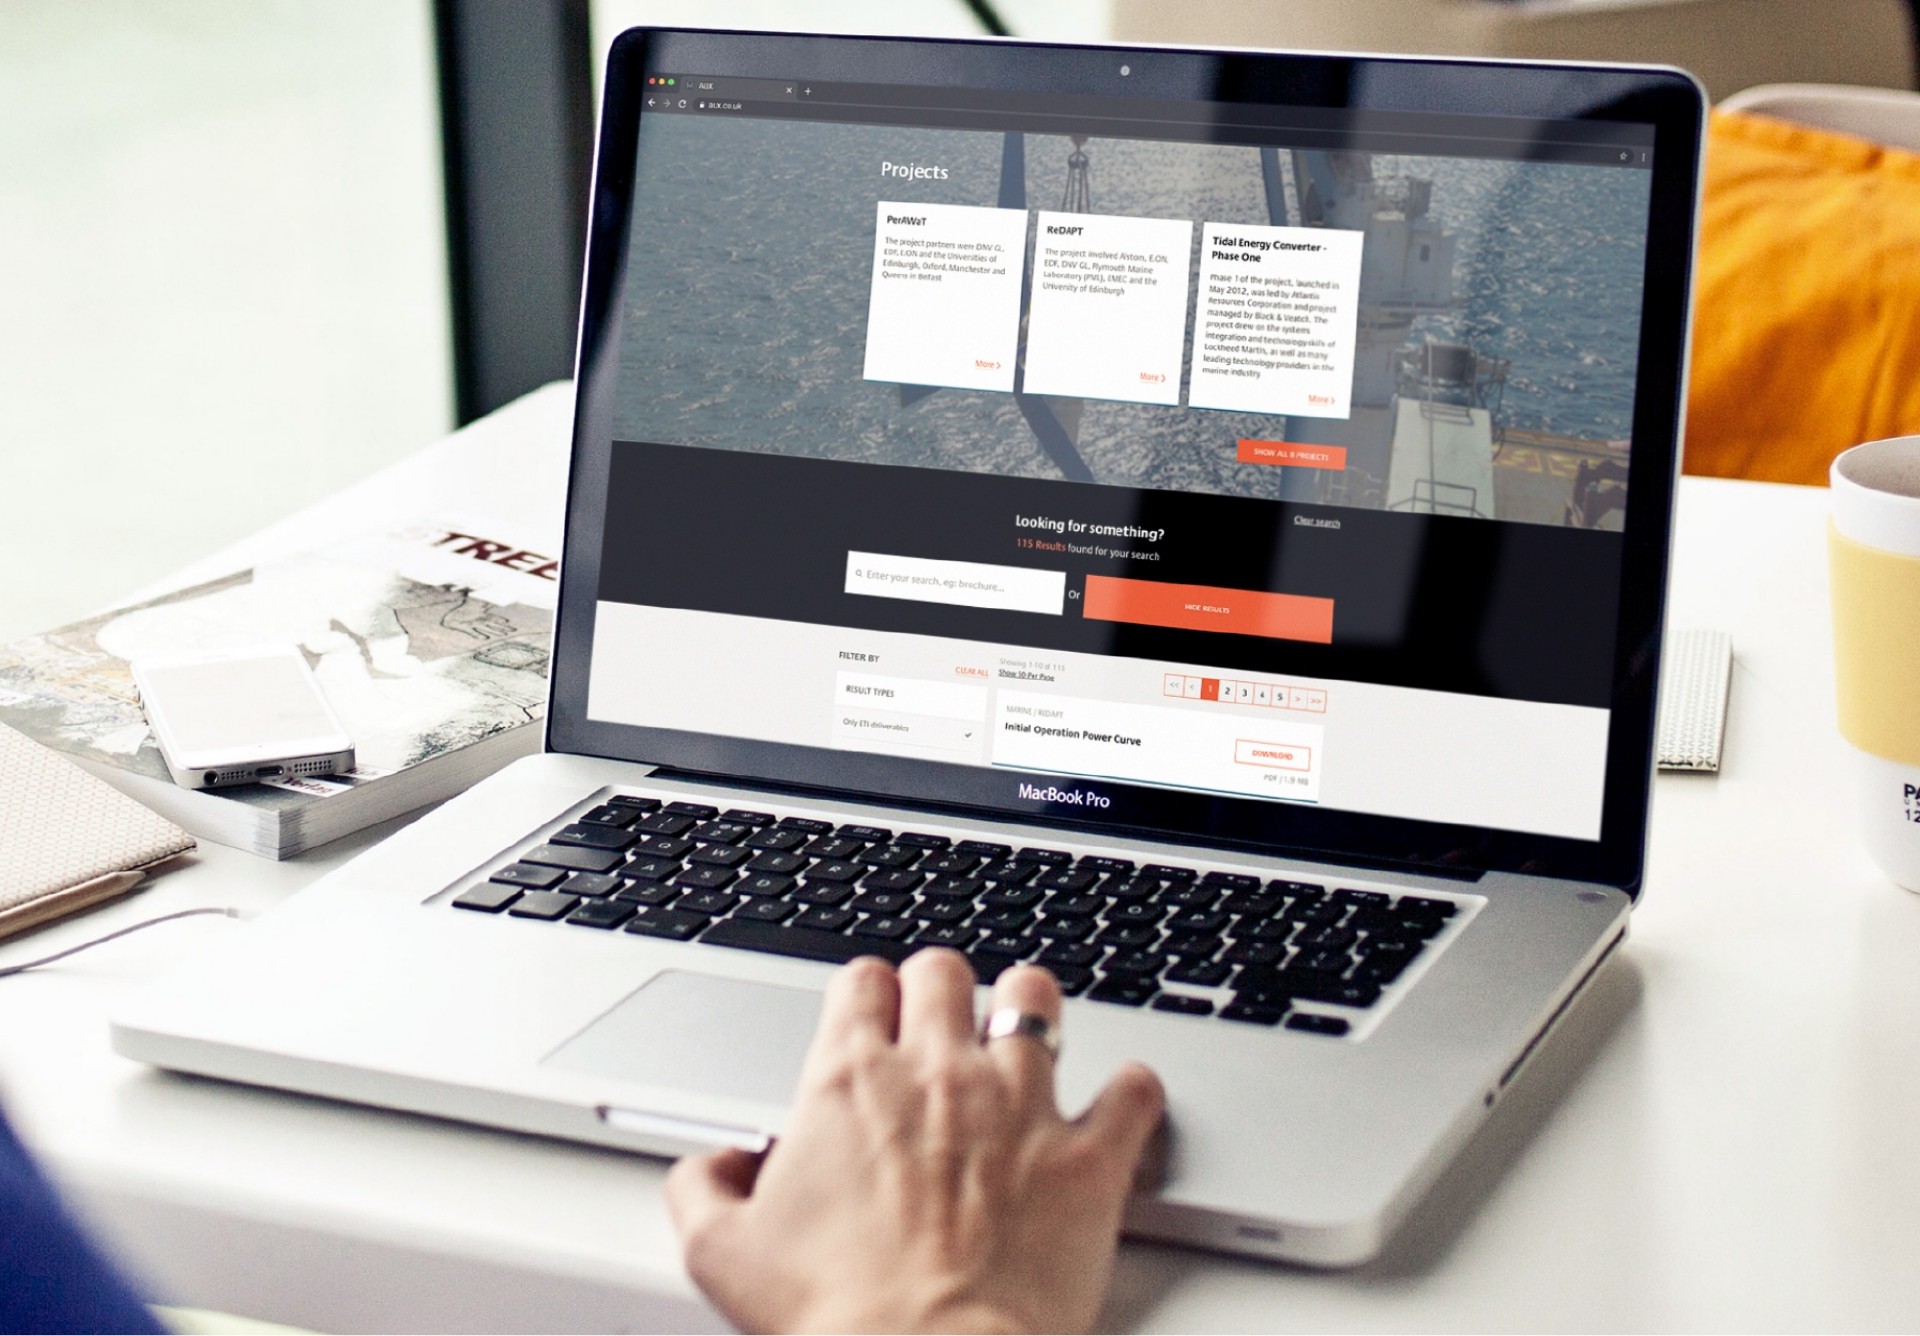 AUX
aux.co.uk
Projects
PerAWaT
The project partners were DNV GL,
EDF, E.ON and the Universities of
Edinburgh, Oxford, Manchester and
Queens in Belfast
More >
ReDAPT
The project involved Alstom, E.ON,
EDF, DNV GL, Plymouth Marine
Laboratory (PML), EMEC and the
University of Edinburgh
More >
Tidal Energy Converter -
Phase One
Phase 1 of the project, launched in
May 2012, was led by Atlantis
Resources Corporation and project
managed by Black & Veatch. The
project drew on the systems
integration and technology skills of
Lockheed Martin, as well as many
leading technology providers in the
marine industry
More >
SHOW ALL 8 PROJECTS
Looking for something?
Clear search
115 Results found for your search
Enter your search, eg: brochure...
Or
HIDE RESULTS
FILTER BY
CLEAR ALL
Showing 1-10 of 115
Show 50 Per Page
<< < 1 2 3 4 5 > >>
RESULT TYPES
Only ETI deliverables
MARINE / REDAPT
Initial Operation Power Curve
DOWNLOAD
PDF / 1.9 MB
MacBook Pro
TREE
PA
12
Q W E R T Y U I O P
A S D F G H J K L
Z X C V B N M